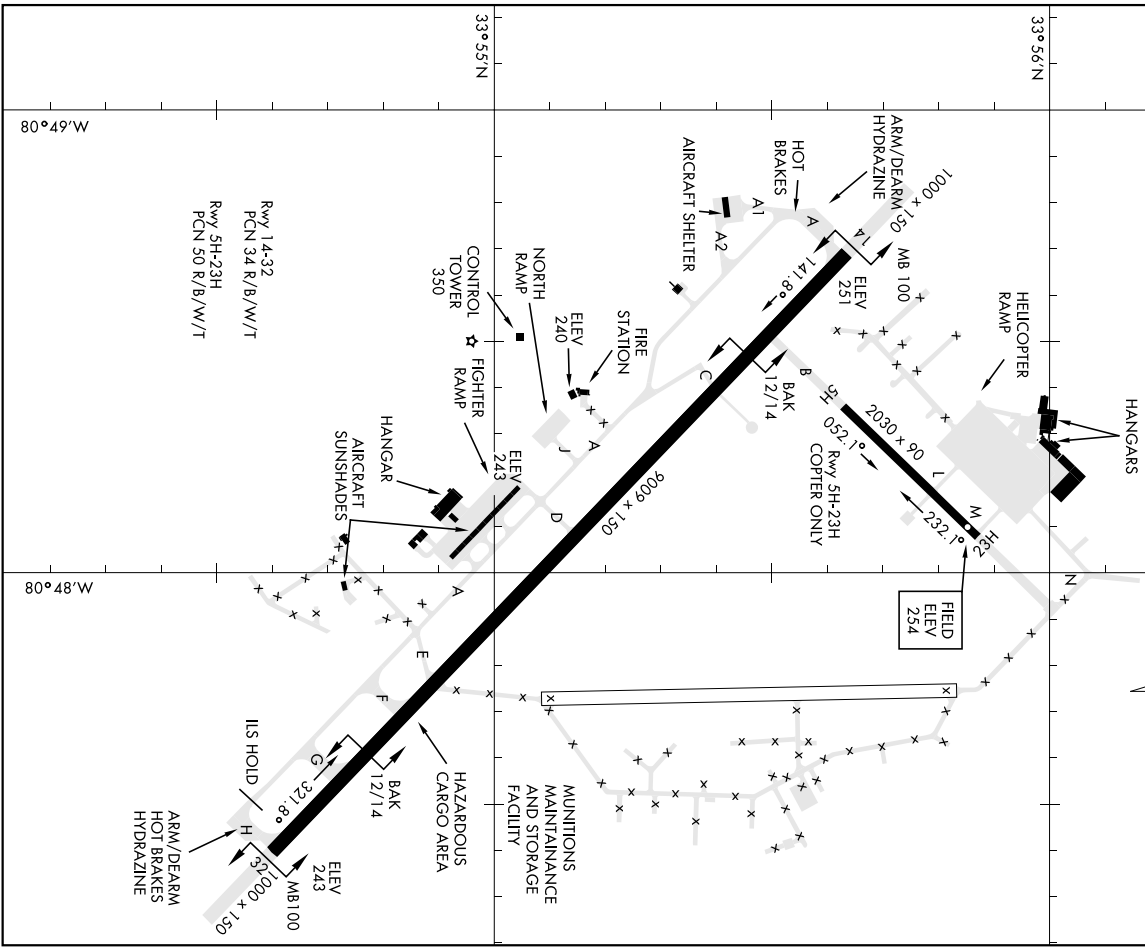 33°55'N
33°56'N
80°49'W
80°48'W
ARM/DEARM
HYDRAZINE
HOT
BRAKES
AIRCRAFT SHELTER
A1
A2
A
1000 x 150
14
MB 100
ELEV
251
141.8°
HELICOPTER
RAMP
HANGARS
Rwy 14-32
PCN 34 R/B/W/T
Rwy 5H-23H
PCN 50 R/B/W/T
CONTROL
TOWER
350
NORTH
RAMP
ELEV
240
FIRE
STATION
C
BAK
12/14
B
5H
2030 x 90
052.1°
Rwy 5H-23H
COPTER ONLY
L
232.1°
M
23H
FIGHTER
RAMP
HANGAR
AIRCRAFT
SUNSHADES
ELEV
243
J
A
D
9009 x 150
N
FIELD
ELEV
254
A
E
F
HAZARDOUS
CARGO AREA
MUNITIONS
MAINTAINANCE
AND STORAGE
FACILITY
BAK
12/14
G
321.8°
ILS HOLD
H
ARM/DEARM
HOT BRAKES
HYDRAZINE
32
1000 x 150
MB100
ELEV
243